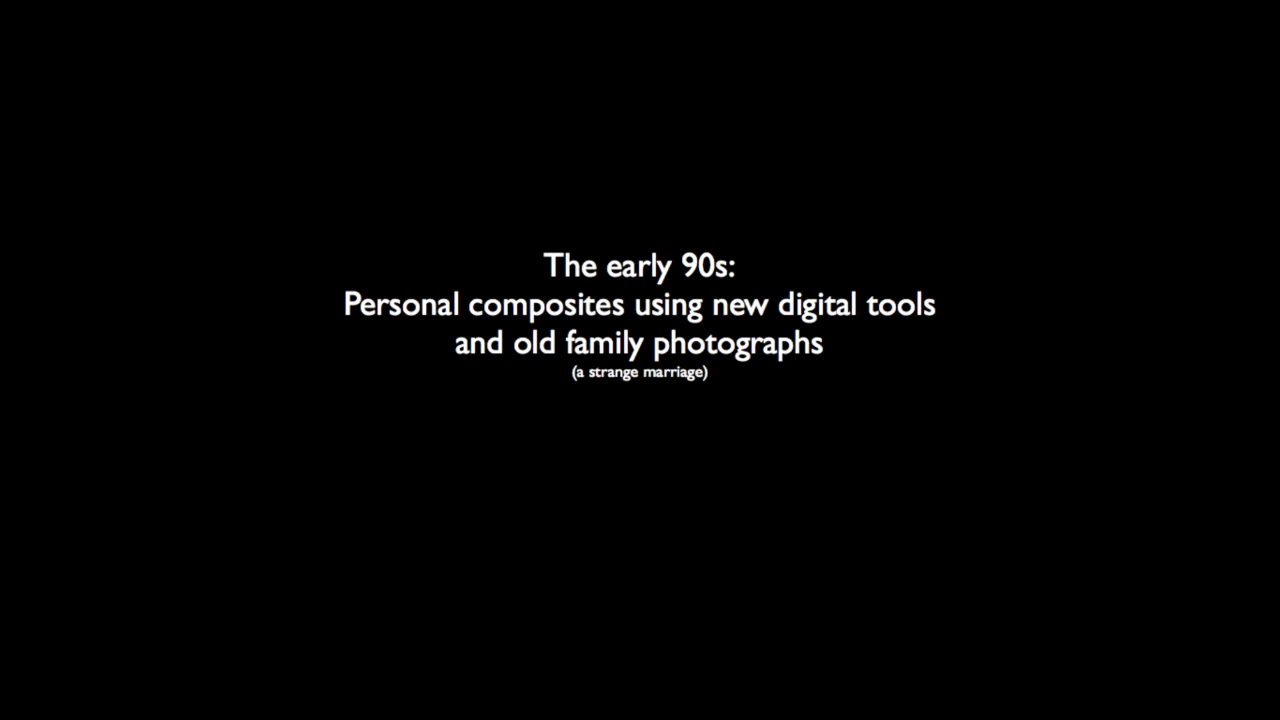 The early 90s:
Personal composites using new digital tools
and old family photographs
(a strange marriage)